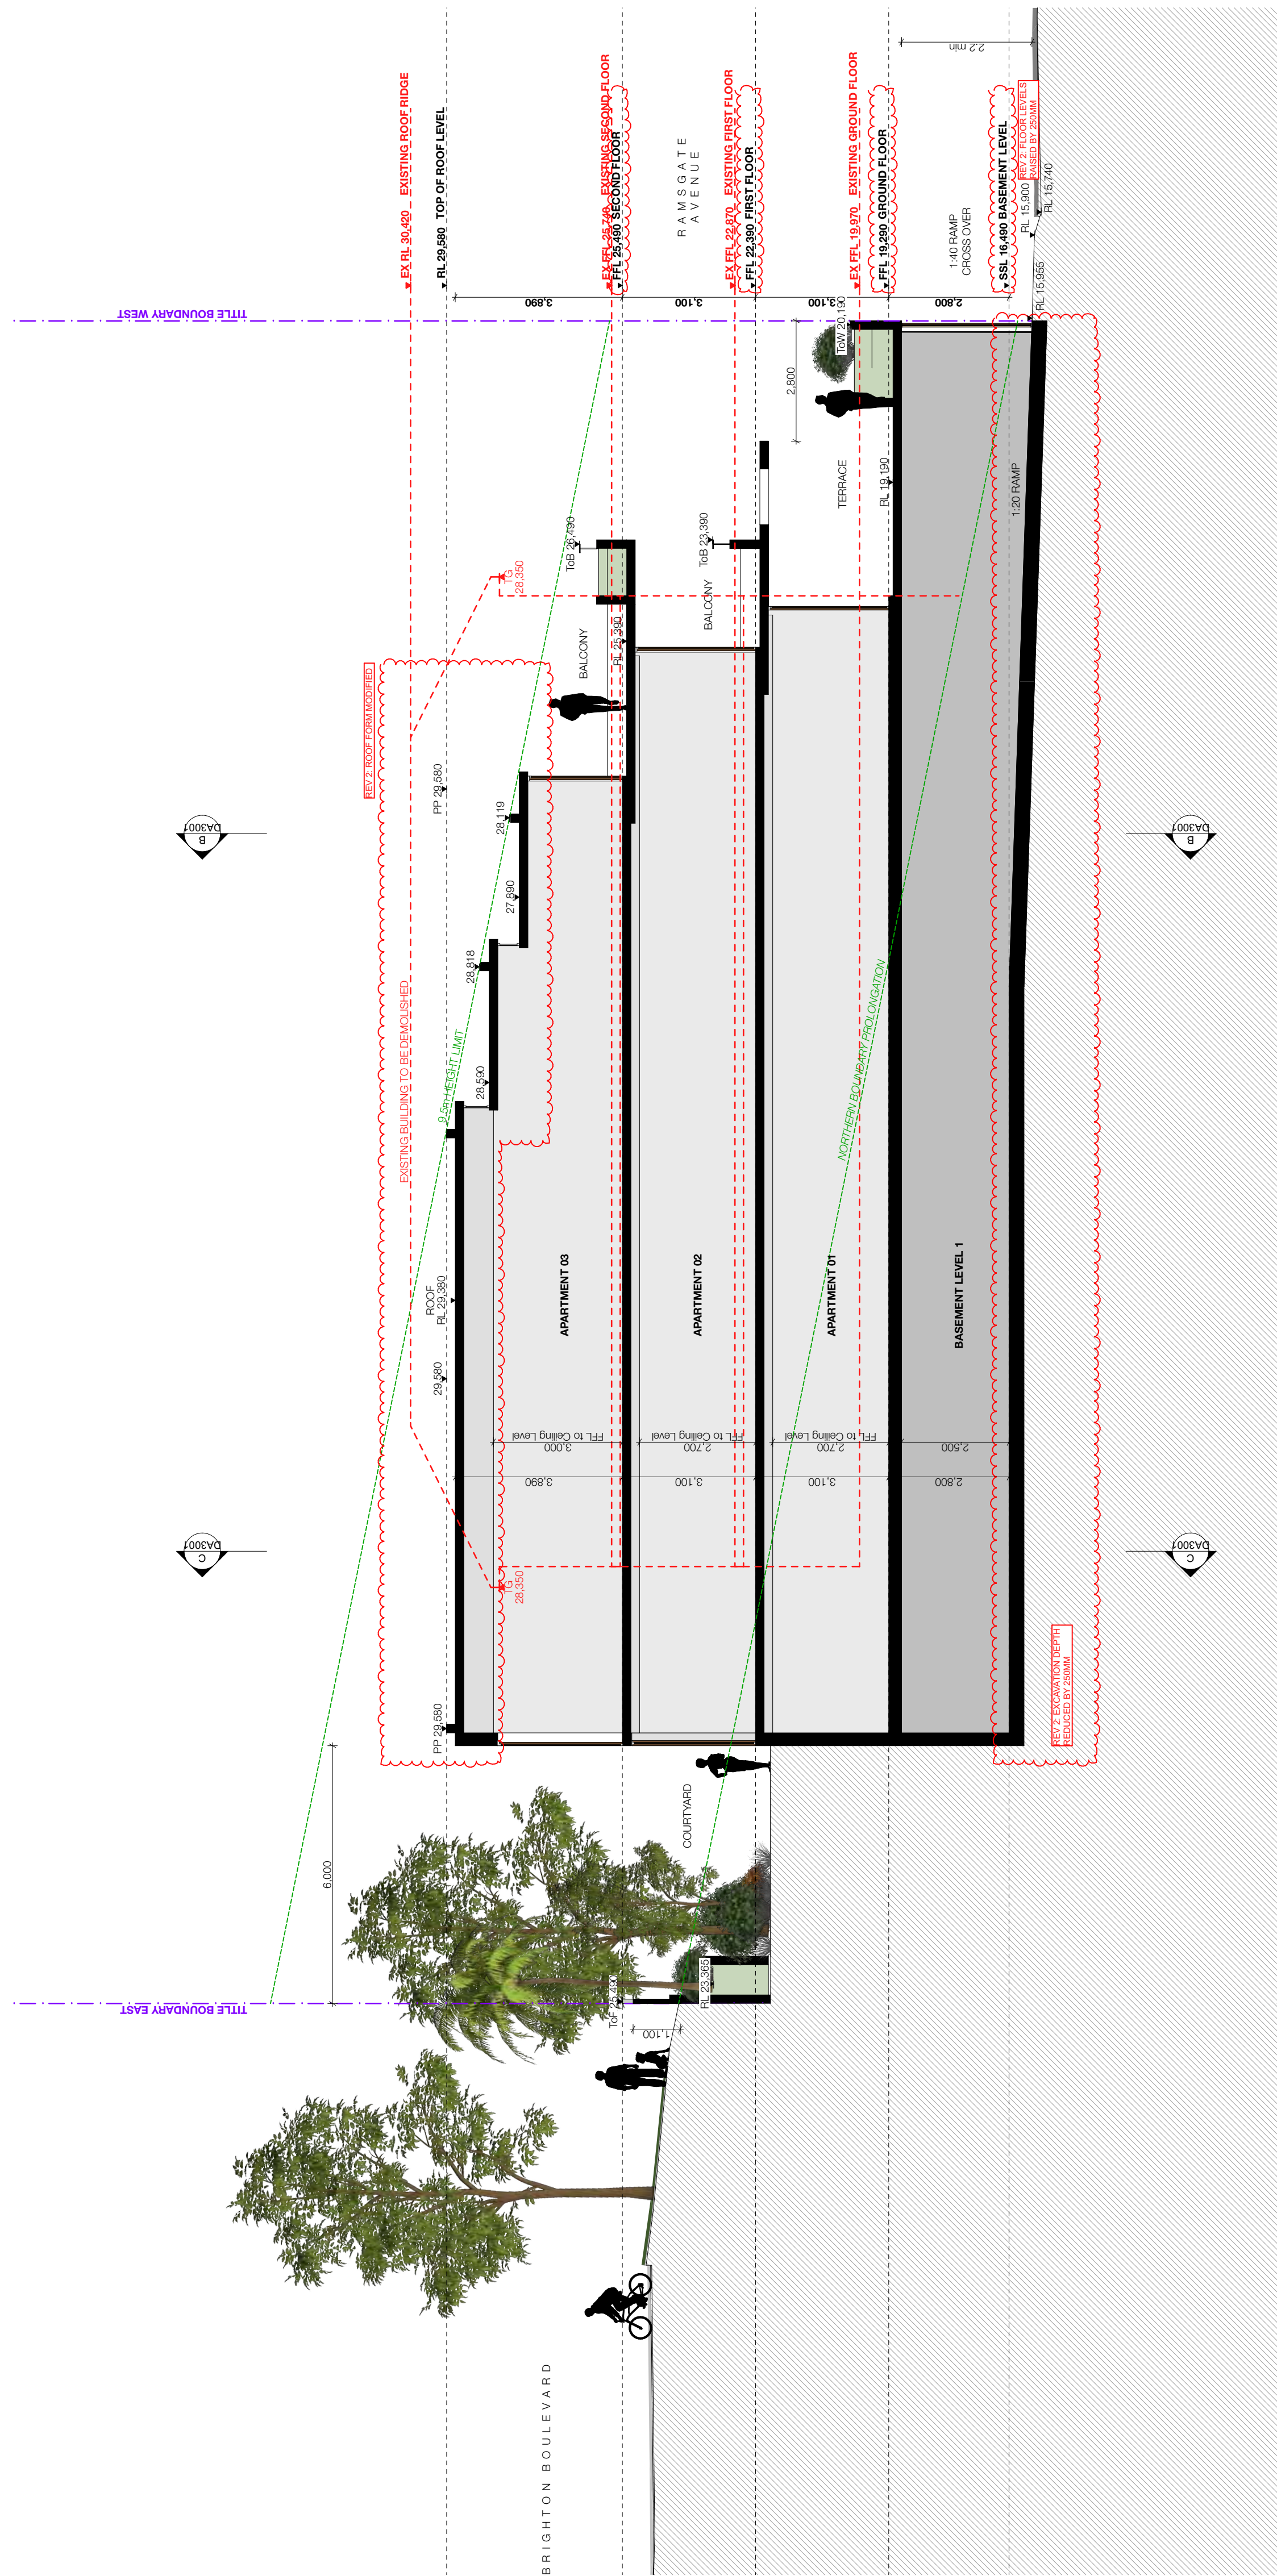 BRIGHTON BOULEVARD
TITLE BOUNDARY EAST
6,000
ToF 25,490
1,100
RL 23,365
COURTYARD
C
DA3001
C
DA3001
PP 29,580
TG
28,350
REV 2: EXCAVATION DEPTH
REDUCED BY 250MM
3,890
3,100
3,100
2,800
3,000
FFL to Ceiling Level
2,700
FFL to Ceiling Level
2,700
FFL to Ceiling Level
2,500
29,580
ROOF
RL 29,380
APARTMENT 03
APARTMENT 02
APARTMENT 01
BASEMENT LEVEL 1
EXISTING BUILDING TO BE DEMOLISHED
9.5m HEIGHT LIMIT
28,590
NORTHERN BOUNDARY PROLONGATION
28,818
27,890
28,119
B
DA3001
B
DA3001
PP 29,580
REV 2: ROOF FORM MODIFIED
BALCONY
RL 25,390
TG
28,350
ToB 26,490
BALCONY
ToB 23,390
TERRACE
RL 19,190
1:20 RAMP
2,800
ToW 20,190
TITLE BOUNDARY WEST
3,890
3,100
3,100
2,800
EX RL 30,420 EXISTING ROOF RIDGE
RL 29,580 TOP OF ROOF LEVEL
EX FFL 25,740 EXISTING SECOND FLOOR
FFL 25,490 SECOND FLOOR
RAMSGATE
AVENUE
EX FFL 22,870 EXISTING FIRST FLOOR
FFL 22,390 FIRST FLOOR
EX FFL 19,970 EXISTING GROUND FLOOR
FFL 19,290 GROUND FLOOR
1:40 RAMP
CROSS OVER
SSL 16,490 BASEMENT LEVEL
REV 2: FLOOR LEVELS
RAISED BY 250MM
RL 15,955
RL 15,900
RL 15,740
2.2 min